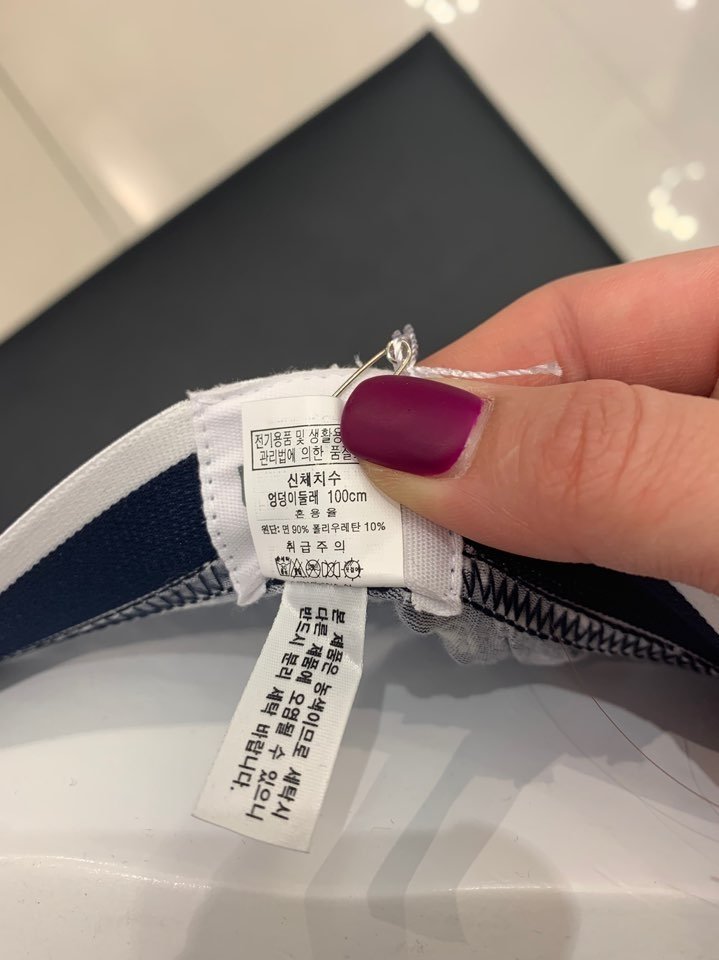 전기용품 및 생활용
관리법에 의한 품질
신체치수
엉덩이둘레 100cm
혼 용 율
원단: 면 90% 폴리우레탄 10%
취 급 주 의
본 제품은 농색이므로 세탁시
다른 제품에 오염될 수 있으니
반드시 분리 세탁 바랍니다.